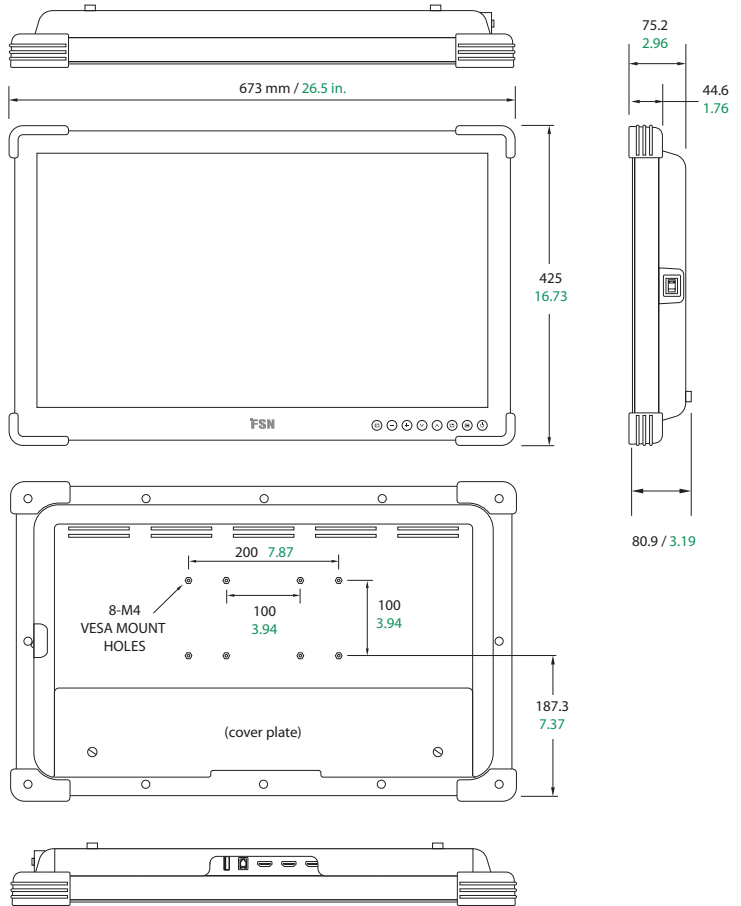 75.2
2.96
673 mm / 26.5 in.
44.6
1.76
425
16.73
FSN
80.9 / 3.19
200 7.87
8-M4
VESA MOUNT
HOLES
100
3.94
100
3.94
187.3
7.37
(cover plate)